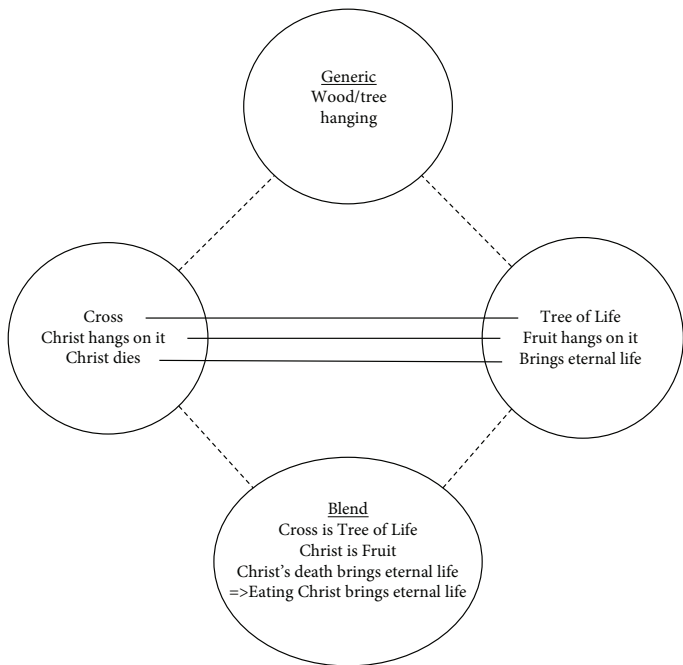 Generic
Wood/tree
hanging
Cross
Christ hangs on it
Christ dies
Tree of Life
Fruit hangs on it
Brings eternal life
Blend
Cross is Tree of Life
Christ is Fruit
Christ’s death brings eternal life
=>Eating Christ brings eternal life